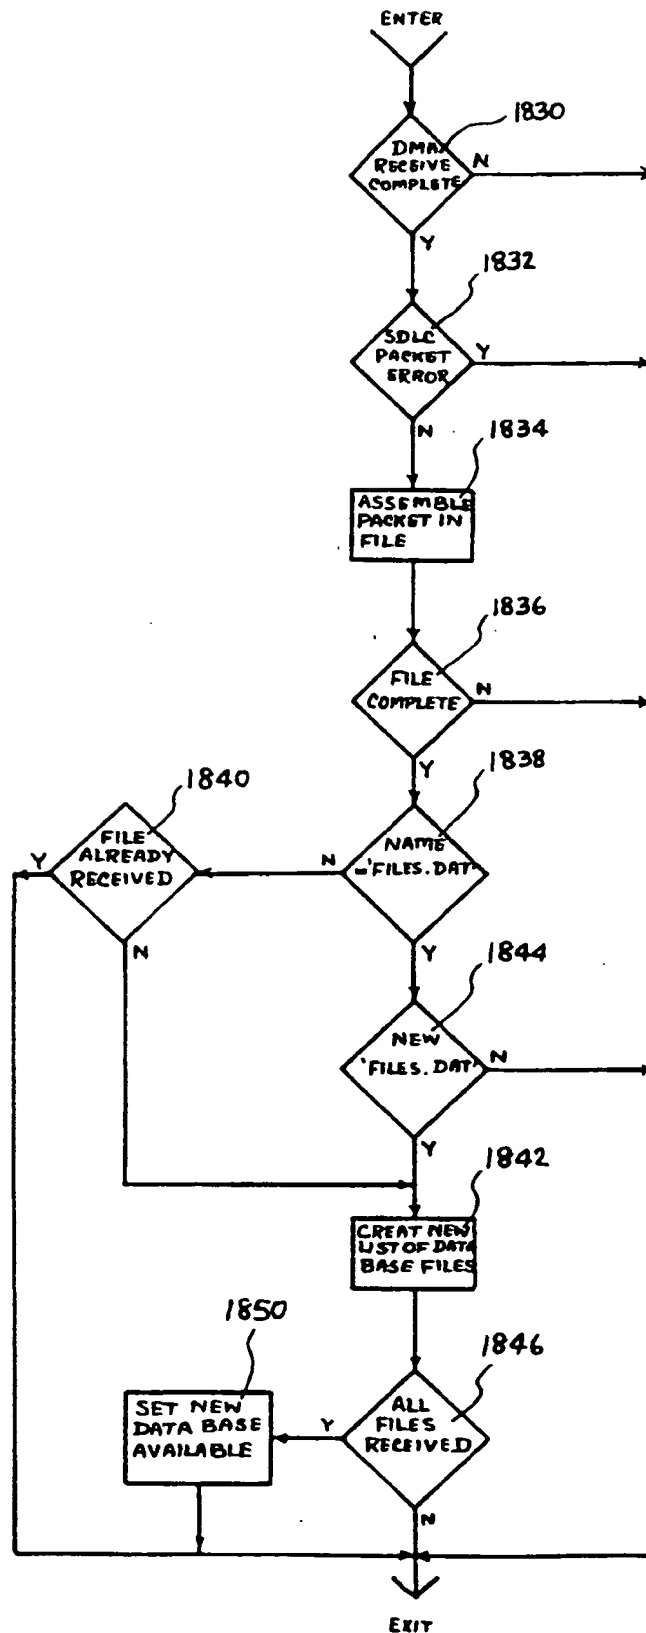 ENTER
1830
DMA
RECEIVE
COMPLETE
N
Y
1832
SDLC
PACKET
ERROR
Y
N
1834
ASSEMBLE
PACKET IN
FILE
1836
FILE
COMPLETE
N
Y
1838
NAME
='FILES.DAT'
N
Y
1840
FILE
ALREADY
RECEIVED
Y
N
1844
NEW
'FILES.DAT'
N
Y
1842
CREAT NEW
LIST OF DATA
BASE FILES
1846
ALL
FILES
RECEIVED
Y
N
1850
SET NEW
DATA BASE
AVAILABLE
EXIT